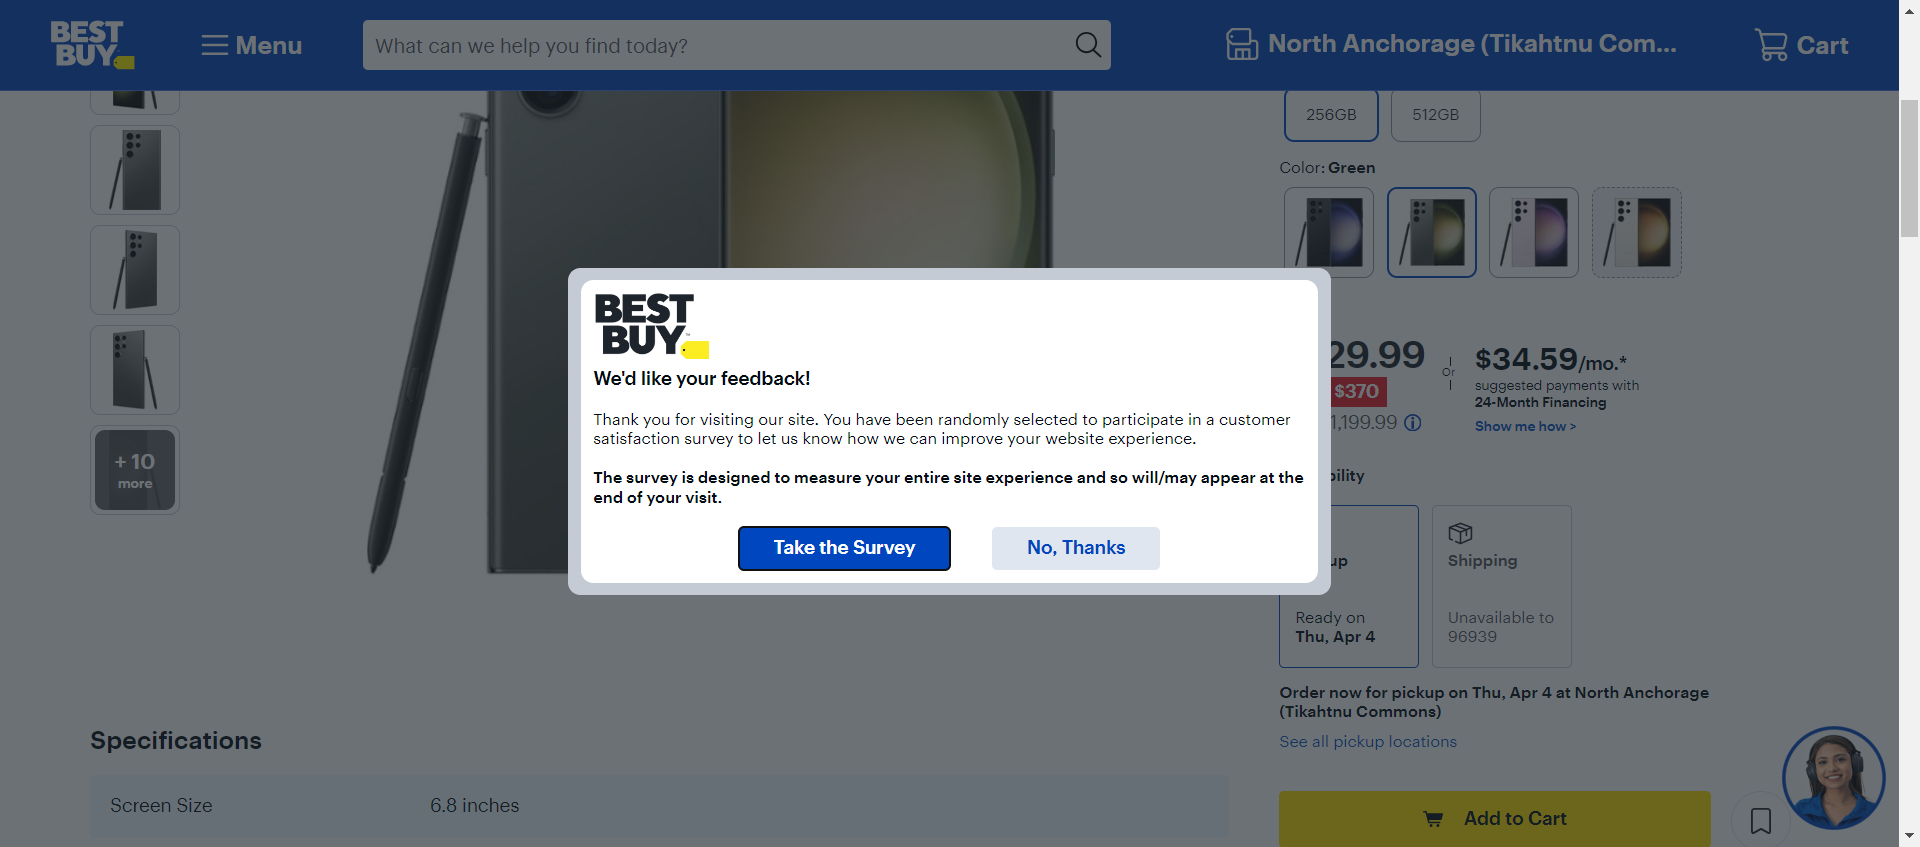 BEST
BUY
Menu
What can we help you find today?
North Anchorage (Tikahtnu Com...
Cart
256GB
512GB
Color: Green
+ 10
more
BEST
BUY™
We'd like your feedback!
Thank you for visiting our site. You have been randomly selected to participate in a customer
satisfaction survey to let us know how we can improve your website experience.
The survey is designed to measure your entire site experience and so will/may appear at the
end of your visit.
Take the Survey
No, Thanks
29.99
$370
1,199.99
Or
$34.59/mo.*
suggested payments with
24-Month Financing
Show me how >
bility
up
Ready on
Thu, Apr 4
Shipping
Unavailable to
96939
Order now for pickup on Thu, Apr 4 at North Anchorage
(Tikahtnu Commons)
See all pickup locations
Add to Cart
Specifications
Screen Size
6.8 inches